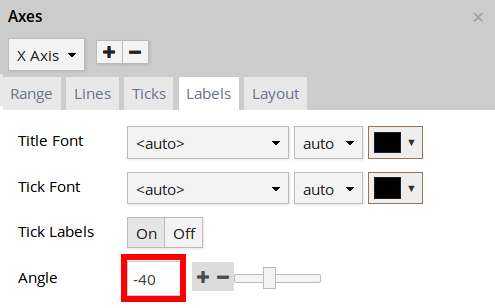 Axes ×
X Axis + −
Range Lines Ticks Labels Layout
Title Font <auto> auto
Tick Font <auto> auto
Tick Labels On Off
Angle -40 + −